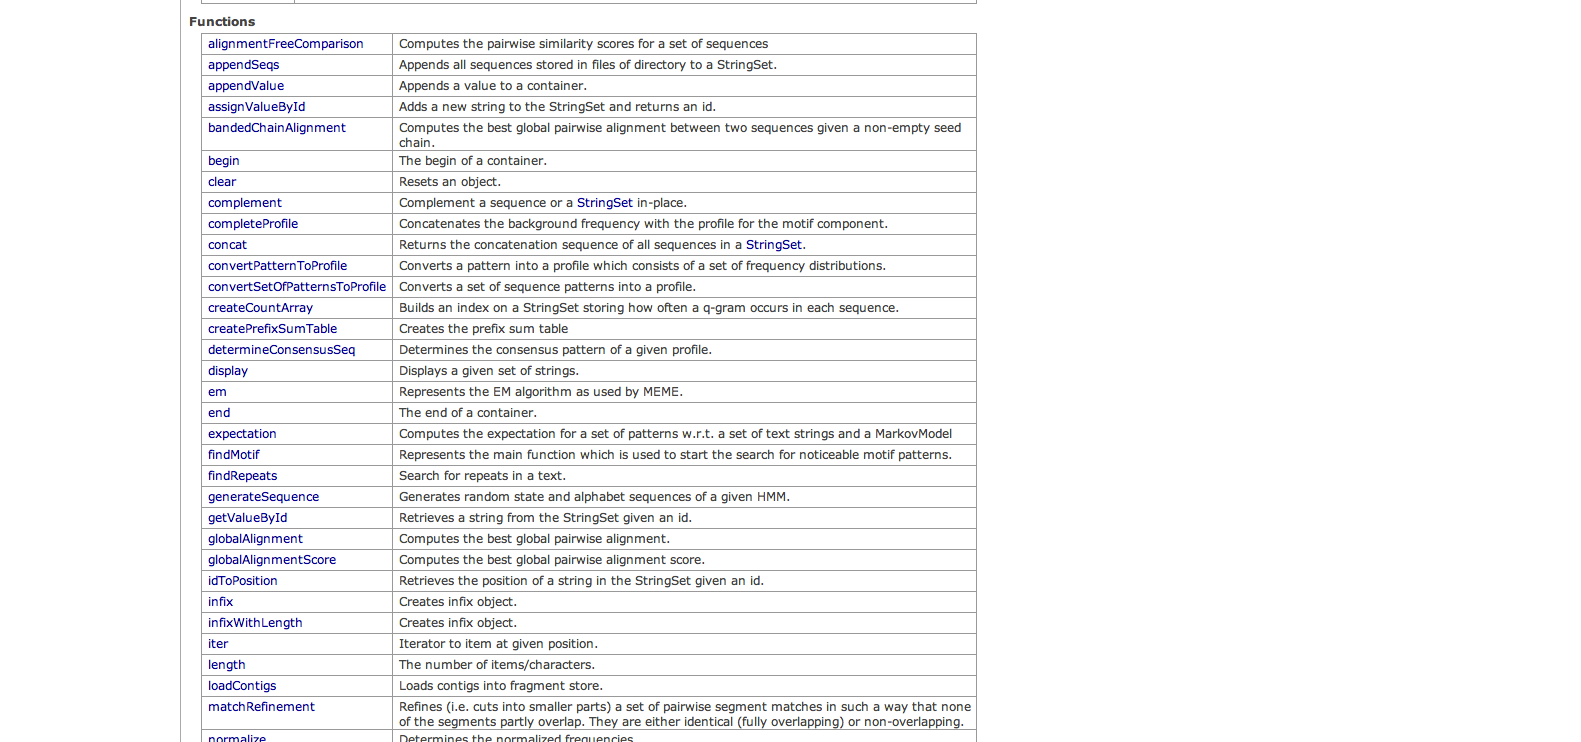 Functions
alignmentFreeComparison Computes the pairwise similarity scores for a set of sequences
appendSeqs Appends all sequences stored in files of directory to a StringSet.
appendValue Appends a value to a container.
assignValueById Adds a new string to the StringSet and returns an id.
bandedChainAlignment Computes the best global pairwise alignment between two sequences given a non-empty seed
chain.
begin The begin of a container.
clear Resets an object.
complement Complement a sequence or a StringSet in-place.
completeProfile Concatenates the background frequency with the profile for the motif component.
concat Returns the concatenation sequence of all sequences in a StringSet.
convertPatternToProfile Converts a pattern into a profile which consists of a set of frequency distributions.
convertSetOfPatternsToProfile Converts a set of sequence patterns into a profile.
createCountArray Builds an index on a StringSet storing how often a q-gram occurs in each sequence.
createPrefixSumTable Creates the prefix sum table
determineConsensusSeq Determines the consensus pattern of a given profile.
display Displays a given set of strings.
em Represents the EM algorithm as used by MEME.
end The end of a container.
expectation Computes the expectation for a set of patterns w.r.t. a set of text strings and a MarkovModel
findMotif Represents the main function which is used to start the search for noticeable motif patterns.
findRepeats Search for repeats in a text.
generateSequence Generates random state and alphabet sequences of a given HMM.
getValueById Retrieves a string from the StringSet given an id.
globalAlignment Computes the best global pairwise alignment.
globalAlignmentScore Computes the best global pairwise alignment score.
idToPosition Retrieves the position of a string in the StringSet given an id.
infix Creates infix object.
infixWithLength Creates infix object.
iter Iterator to item at given position.
length The number of items/characters.
loadContigs Loads contigs into fragment store.
matchRefinement Refines (i.e. cuts into smaller parts) a set of pairwise segment matches in such a way that none
of the segments partly overlap. They are either identical (fully overlapping) or non-overlapping.
normalize Determines the normalized frequencies.